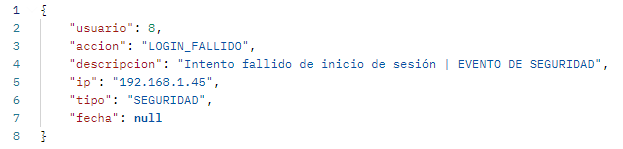 1 {
2 "usuario": 8,
3 "accion": "LOGIN_FALLIDO",
4 "descripcion": "Intento fallido de inicio de sesión | EVENTO DE SEGURIDAD",
5 "ip": "192.168.1.45",
6 "tipo": "SEGURIDAD",
7 "fecha": null
8 }